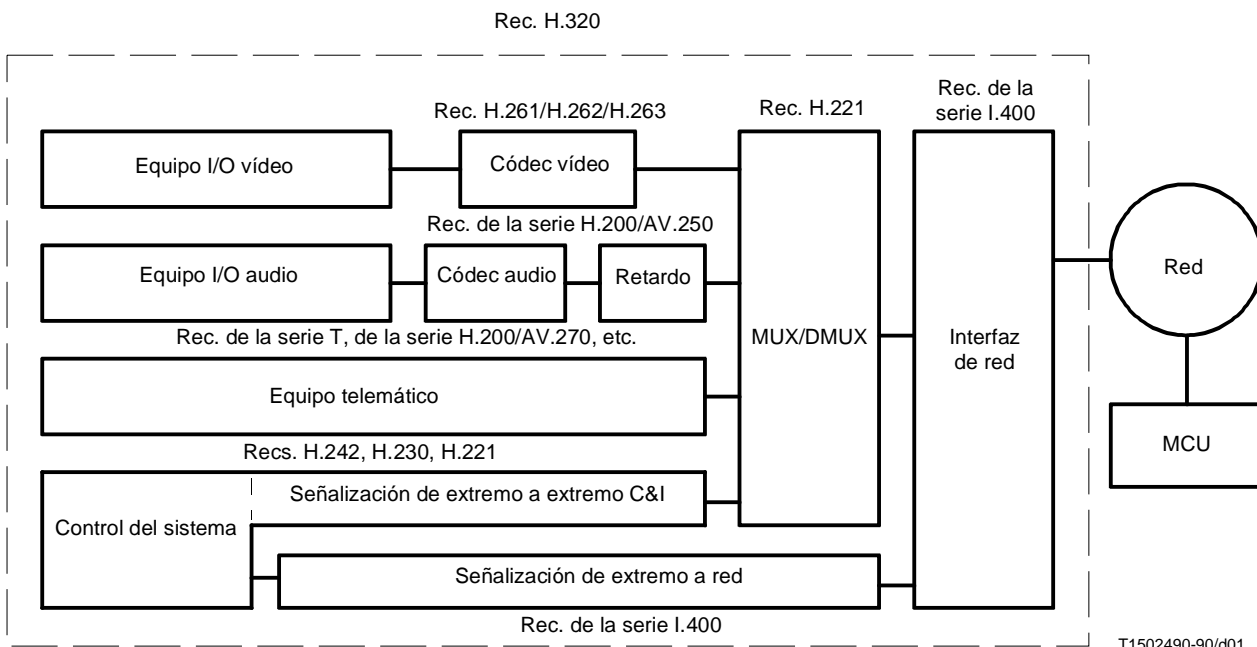 Rec. H.320
Rec. de la
serie I.400
Rec. H.261/H.262/H.263
Rec. H.221
Equipo I/O vídeo
Códec vídeo
Rec. de la serie H.200/AV.250
Equipo I/O audio
Códec audio
Retardo
Red
Rec. de la serie T, de la serie H.200/AV.270, etc.
MUX/DMUX
Interfaz
de red
Equipo telemático
Recs. H.242, H.230, H.221
MCU
Señalización de extremo a extremo C&I
Control del sistema
Señalización de extremo a red
Rec. de la serie I.400
T1502490-90/d01